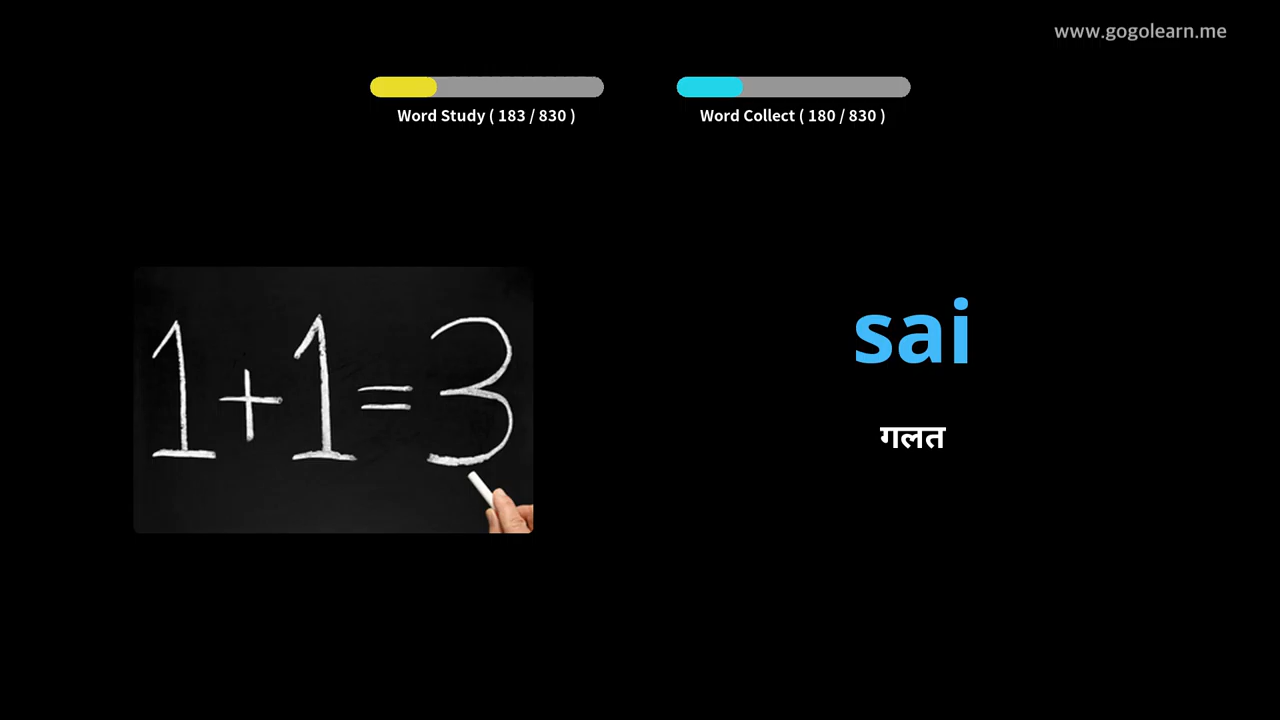 www.gogolearn.me
Word Study ( 183 / 830 )
Word Collect ( 180 / 830 )
1+1=3
sai
गलत